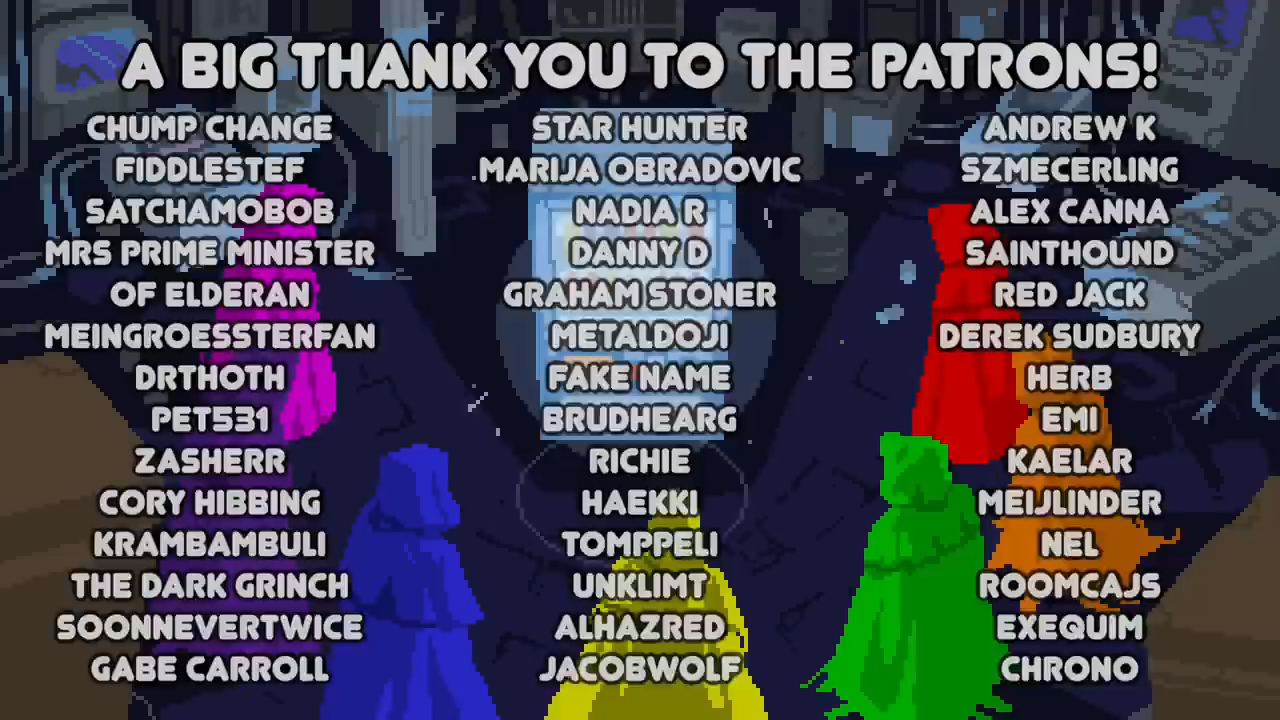 A BIG THANK YOU TO THE PATRONS!
CHUMP CHANGE
FIDDLESTEF
SATCHAMOBOB
MRS PRIME MINISTER
OF ELDERAN
MEINGROESSTERFAN
DRTHOTH
PET531
ZASHERR
CORY HIBBING
KRAMBAMBULI
THE DARK GRINCH
SOONNEVERTWICE
GABE CARROLL
STAR HUNTER
MARIJA OBRADOVIC
NADIA R
DANNY D
GRAHAM STONER
METALDOJI
FAKE NAME
BRUDHEARG
RICHIE
HAEKKI
TOMPPELI
UNKLIMT
ALHAZRED
JACOBWOLF
ANDREW K
SZMECERLING
ALEX CANNA
SAINTHOUND
RED JACK
DEREK SUDBURY
HERB
EMI
KAELAR
MEIJLINDER
NEL
ROOMCAJS
EXEQUIM
CHRONO